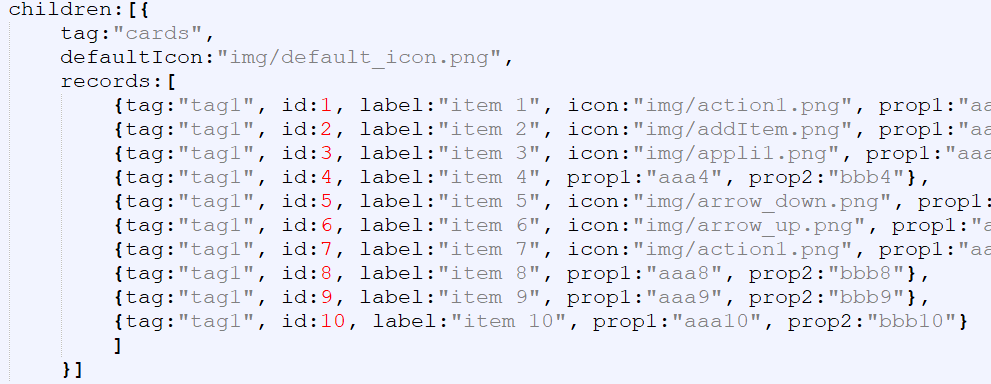 children:[{
tag:"cards",
defaultIcon:"img/default_icon.png",
records:[
{tag:"tag1", id:1, label:"item 1", icon:"img/action1.png", prop1:"aa
{tag:"tag1", id:2, label:"item 2", icon:"img/addItem.png", prop1:"aa
{tag:"tag1", id:3, label:"item 3", icon:"img/appli1.png", prop1:"aaa
{tag:"tag1", id:4, label:"item 4", prop1:"aaa4", prop2:"bbb4"},
{tag:"tag1", id:5, label:"item 5", icon:"img/arrow_down.png", prop1:
{tag:"tag1", id:6, label:"item 6", icon:"img/arrow_up.png", prop1:"a
{tag:"tag1", id:7, label:"item 7", icon:"img/action1.png", prop1:"aa
{tag:"tag1", id:8, label:"item 8", prop1:"aaa8", prop2:"bbb8"},
{tag:"tag1", id:9, label:"item 9", prop1:"aaa9", prop2:"bbb9"},
{tag:"tag1", id:10, label:"item 10", prop1:"aaa10", prop2:"bbb10"}
]
}]